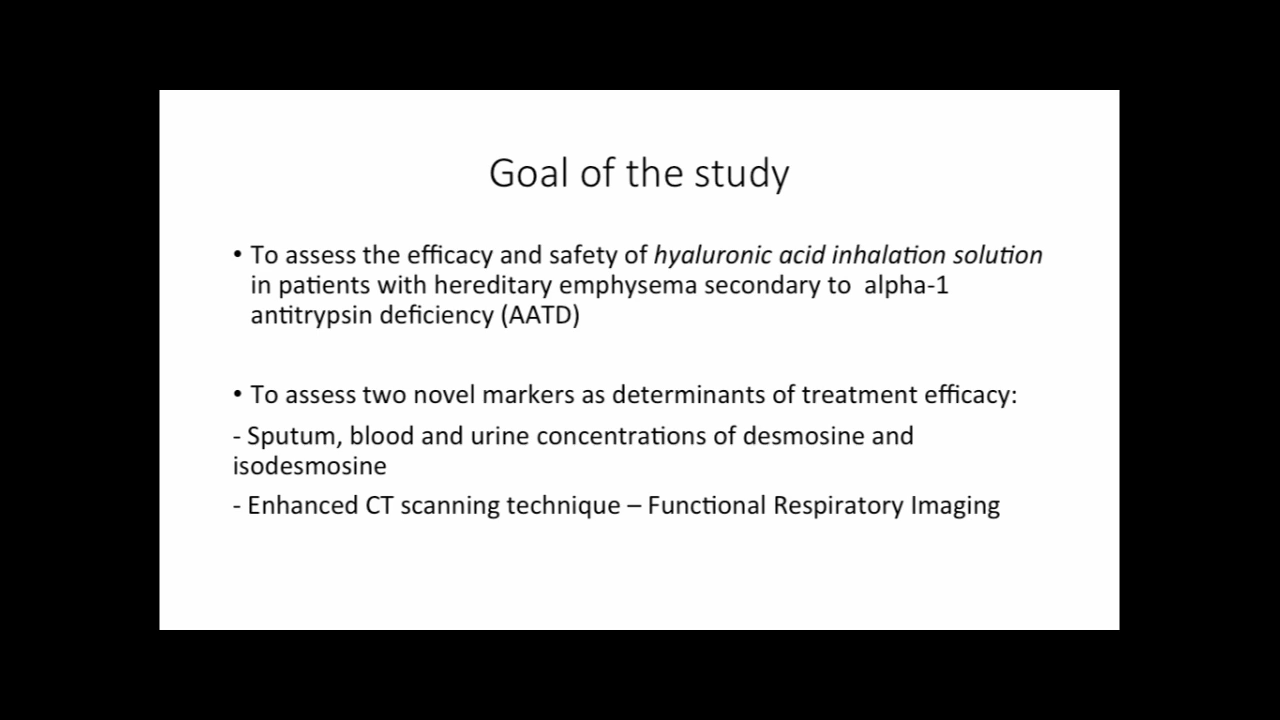 Goal of the study
• To assess the efficacy and safety of hyaluronic acid inhalation solution
in patients with hereditary emphysema secondary to  alpha-1
antitrypsin deficiency (AATD)
• To assess two novel markers as determinants of treatment efficacy:
- Sputum, blood and urine concentrations of desmosine and
isodesmosine
- Enhanced CT scanning technique – Functional Respiratory Imaging